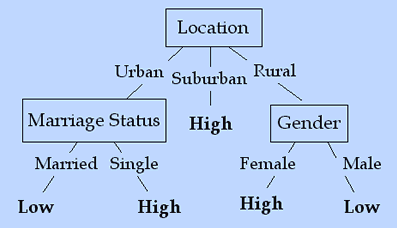 Location
Urban Suburban Rural
Marriage Status High Gender
Married Single Female Male
Low High High Low